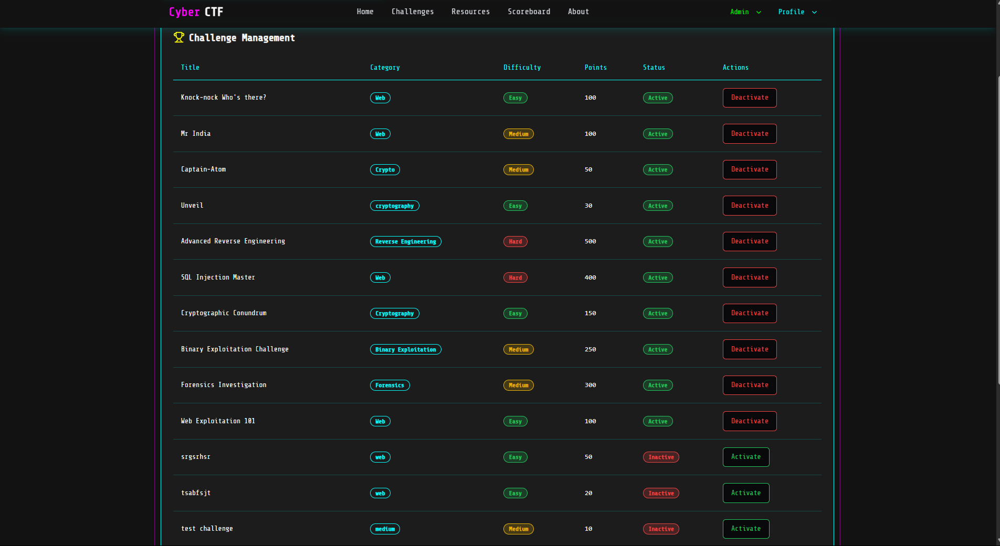 Cyber CTF Home Challenges Resources Scoreboard About Admin Profile
Challenge Management
Title Category Difficulty Points Status Actions
Knock-nock Who's there? Web Easy 100 Active Deactivate
Mr India Web Medium 100 Active Deactivate
Captain-Atom Crypto Medium 50 Active Deactivate
Unveil cryptography Easy 30 Active Deactivate
Advanced Reverse Engineering Reverse Engineering Hard 500 Active Deactivate
SQL Injection Master Web Hard 400 Active Deactivate
Cryptographic Conundrum Cryptography Easy 150 Active Deactivate
Binary Exploitation Challenge Binary Exploitation Medium 250 Active Deactivate
Forensics Investigation Forensics Medium 300 Active Deactivate
Web Exploitation 101 Web Easy 100 Active Deactivate
srgsrhsr web Easy 50 Inactive Activate
tsabfsjt web Easy 20 Inactive Activate
test challenge medium Medium 10 Inactive Activate